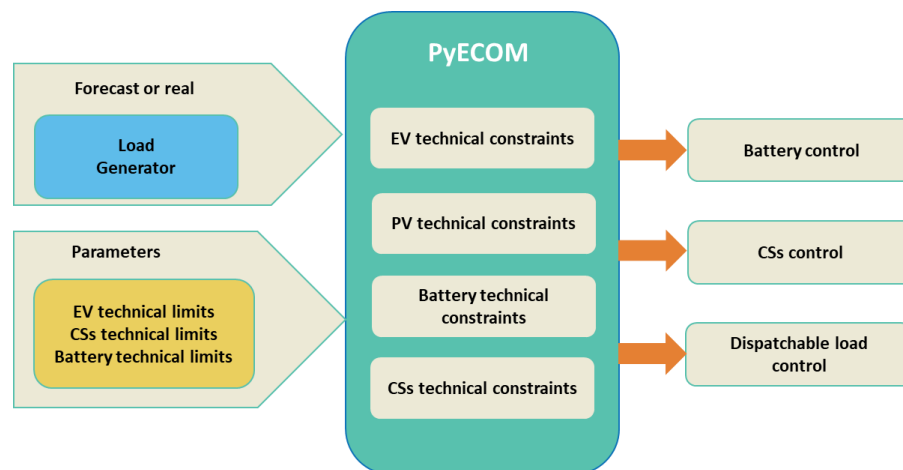 PyECOM
Forecast or real
Load
Generator
Parameters
EV technical limits
CSs technical limits
Battery technical limits
EV technical constraints
PV technical constraints
Battery technical
constraints
CSs technical constraints
Battery control
CSs control
Dispatchable load
control